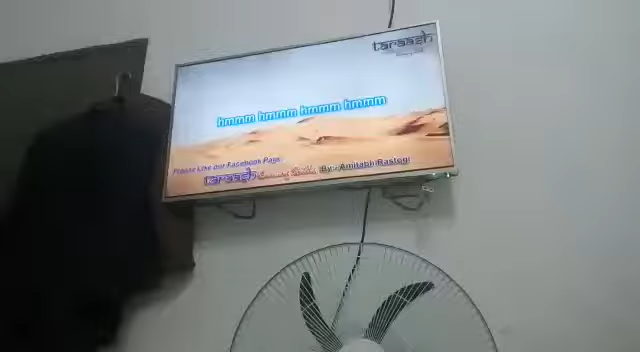 taraash
hmmm hmmm hmmm hmmm
Please Like our Facebook Page
taraash By:- Amitabh Rastogi